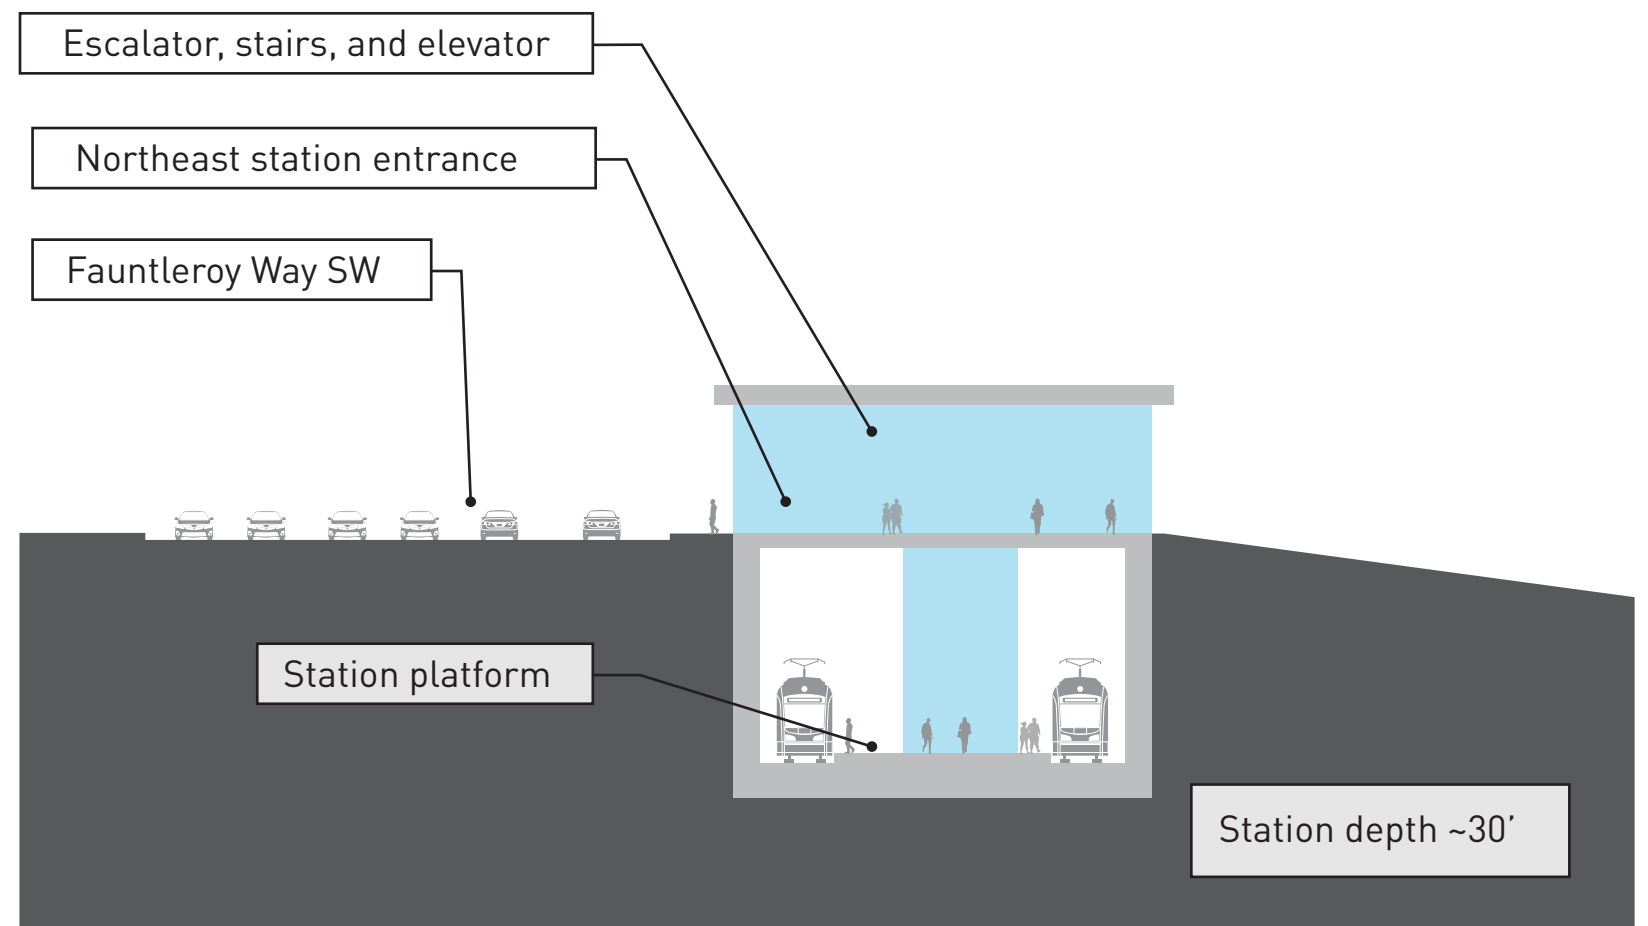 Escalator, stairs, and elevator
Northeast station entrance
Fauntleroy Way SW
Station platform
Station depth ~30’